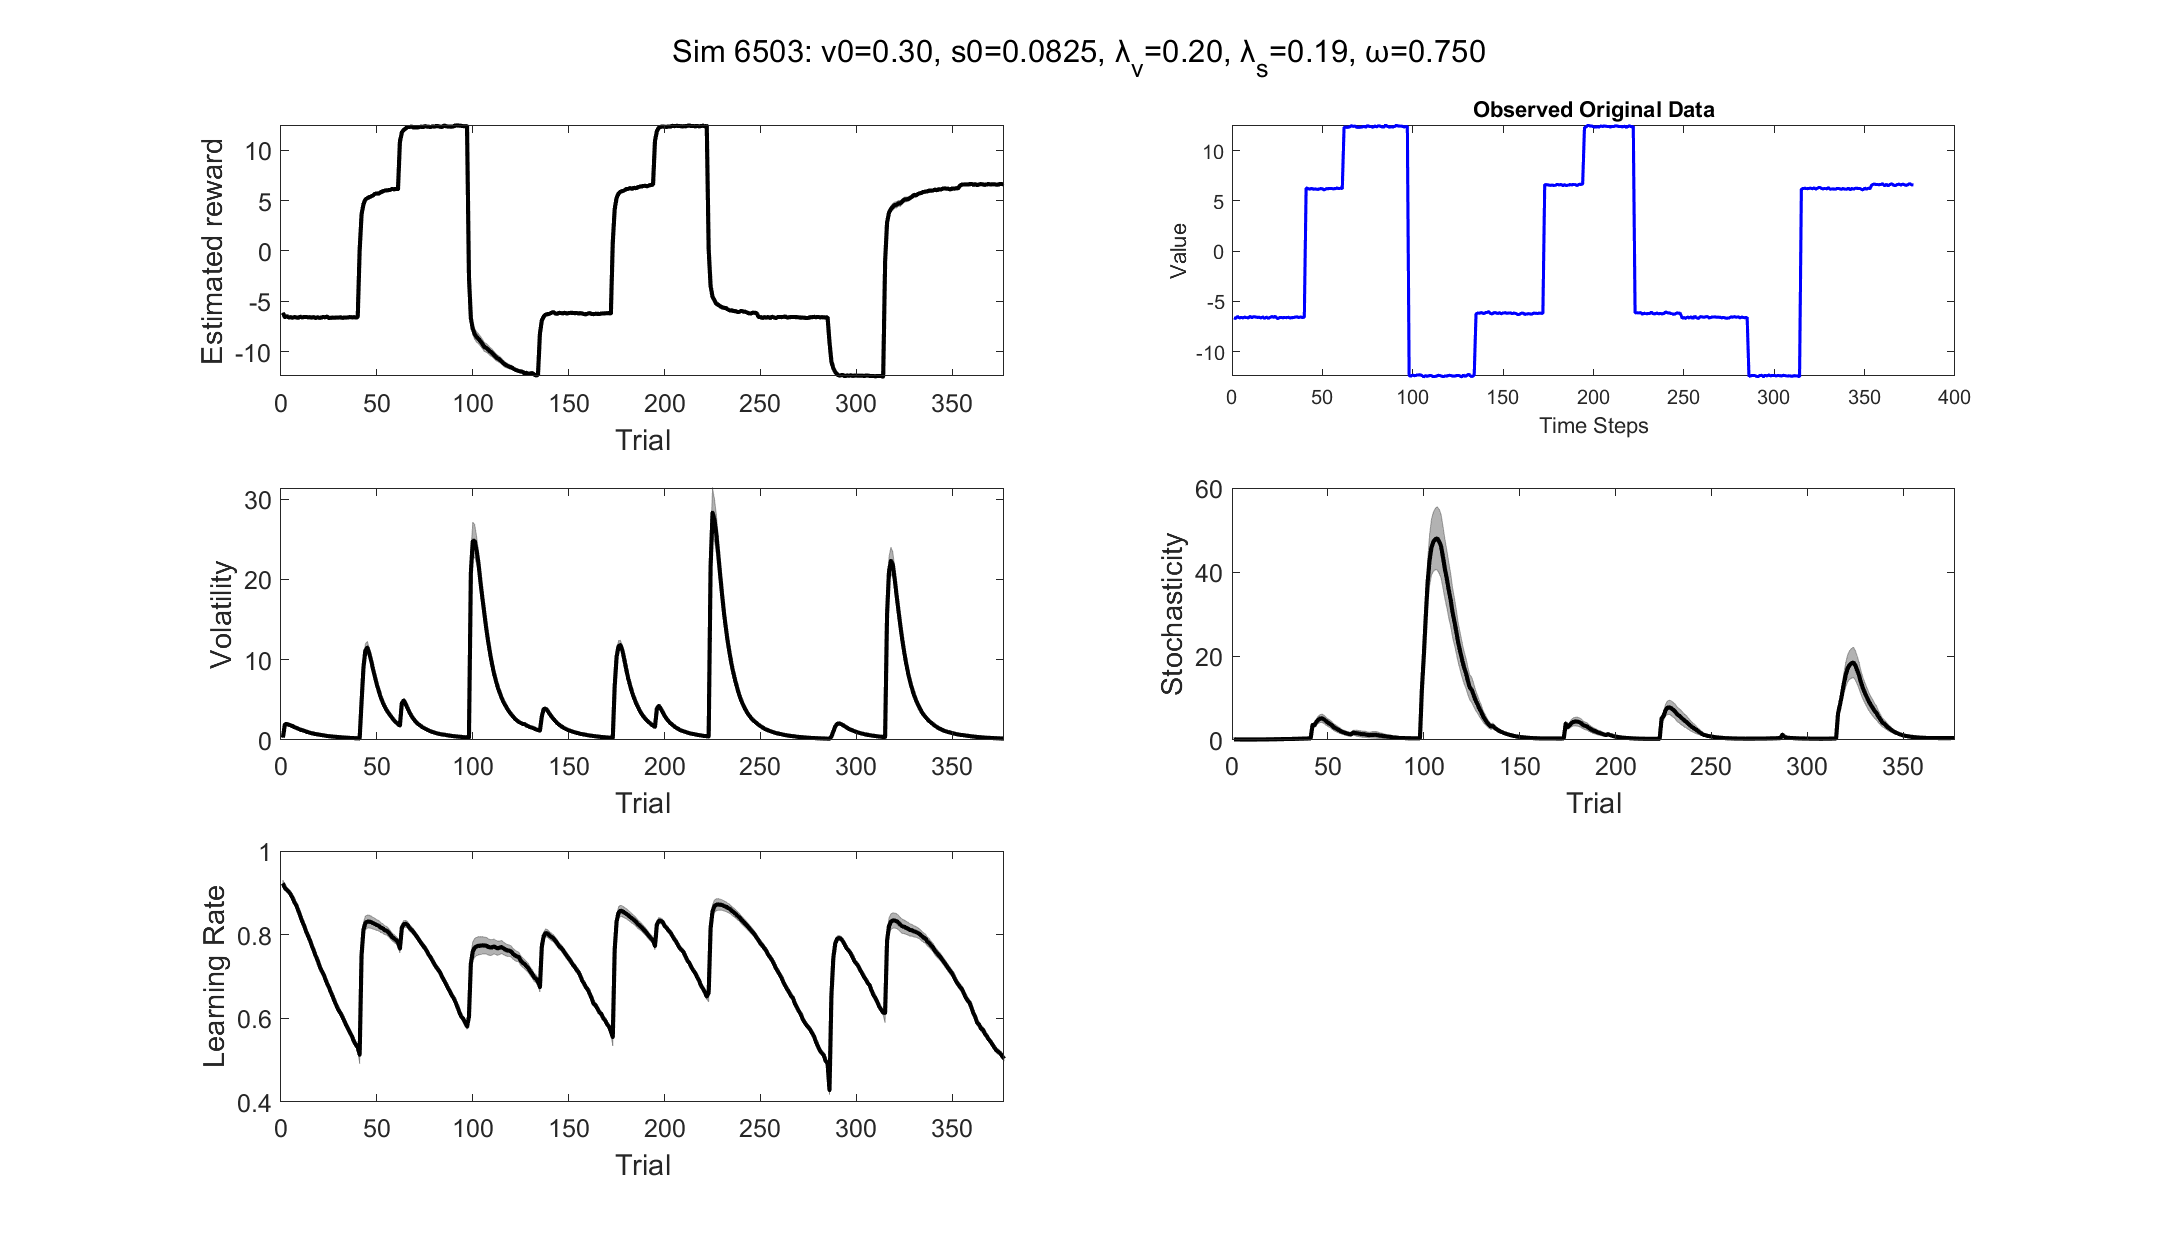 Sim 6503: v0=0.30, s0=0.0825, λv=0.20, λs=0.19, ω=0.750
Estimated reward
10
5
0
-5
-10
0 50 100 150 200 250 300 350
Trial
Observed Original Data
Value
10
5
0
-5
-10
0 50 100 150 200 250 300 350 400
Time Steps
Volatility
30
20
10
0
0 50 100 150 200 250 300 350
Trial
Stochasticity
60
40
20
0
0 50 100 150 200 250 300 350
Trial
Learning Rate
1
0.8
0.6
0.4
0 50 100 150 200 250 300 350
Trial